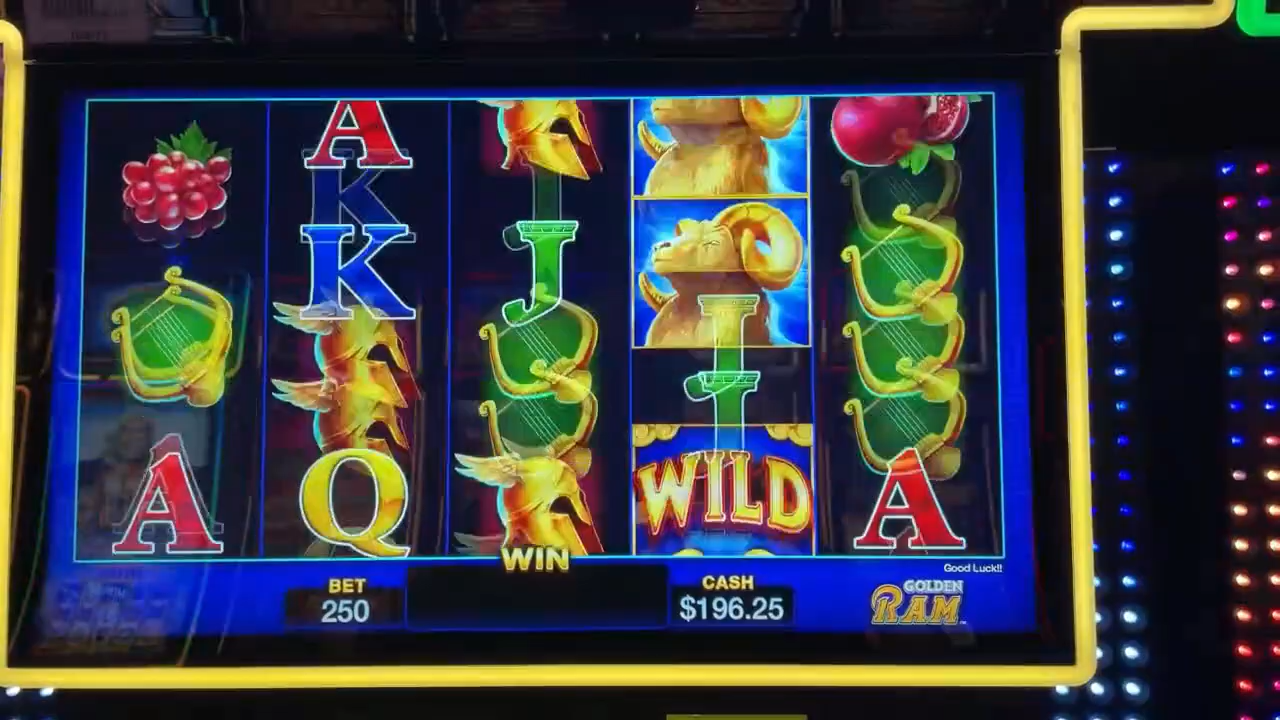 A
K
K
J
Q
WILD
A
A
WIN
Good Luck!!
BET
250
CASH
$196.25
GOLDEN
RAM